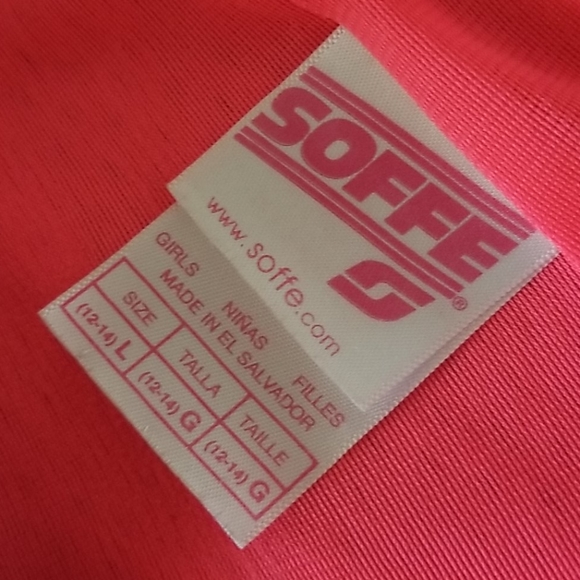 SOFFE
S®
www.soffe.com
GIRLS NIÑAS FILLES
MADE IN EL SALVADOR
SIZE TALLA TAILLE
(12-14) L (12-14) G (12-14) G